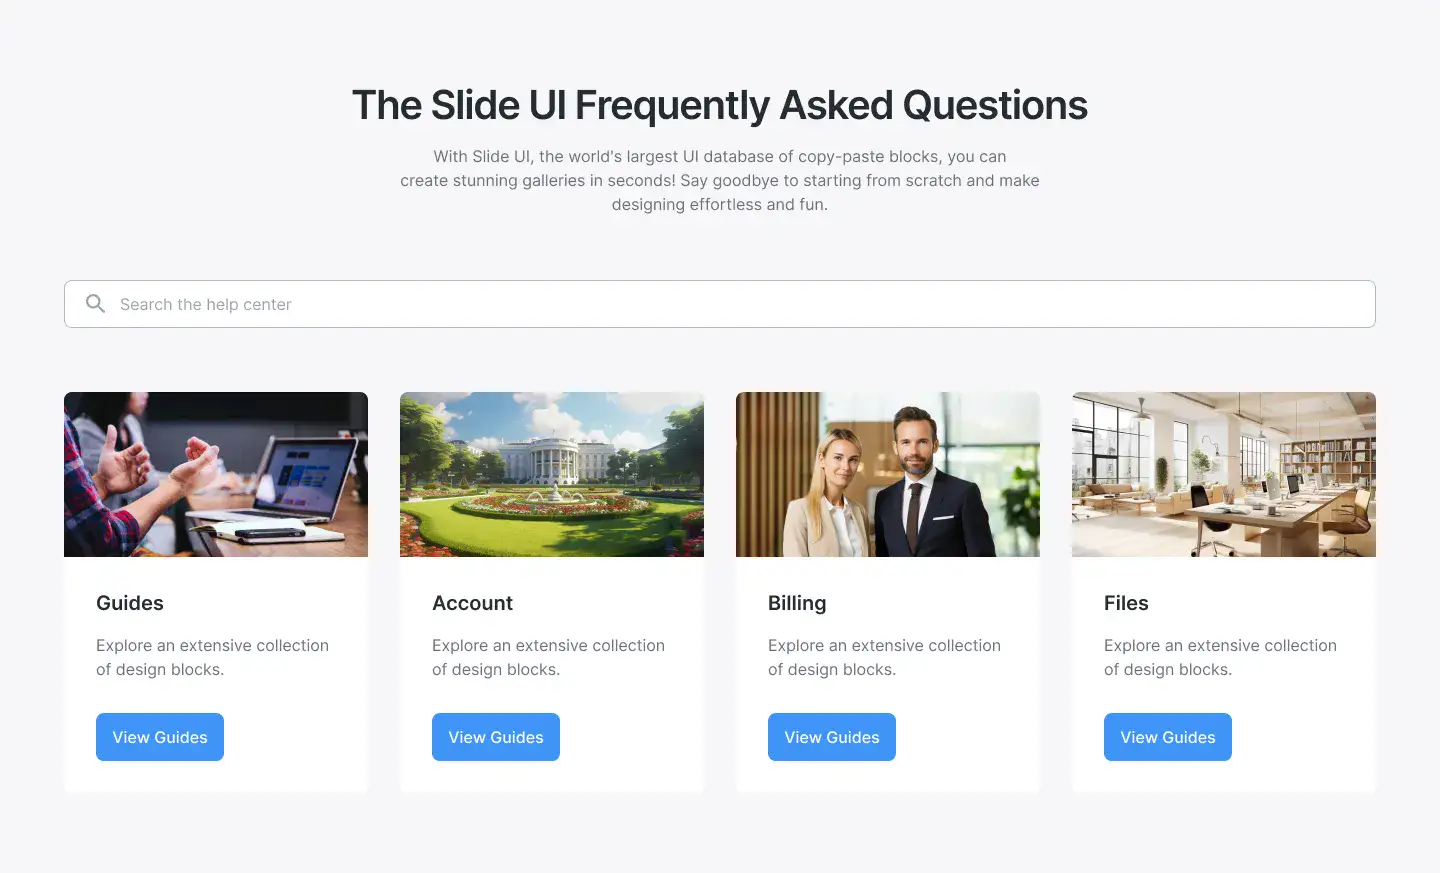 The Slide UI Frequently Asked Questions
With Slide UI, the world's largest UI database of copy-paste blocks, you can
create stunning galleries in seconds! Say goodbye to starting from scratch and make
designing effortless and fun.
Search the help center
Guides
Explore an extensive collection
of design blocks.
View Guides
Account
Explore an extensive collection
of design blocks.
View Guides
Billing
Explore an extensive collection
of design blocks.
View Guides
Files
Explore an extensive collection
of design blocks.
View Guides